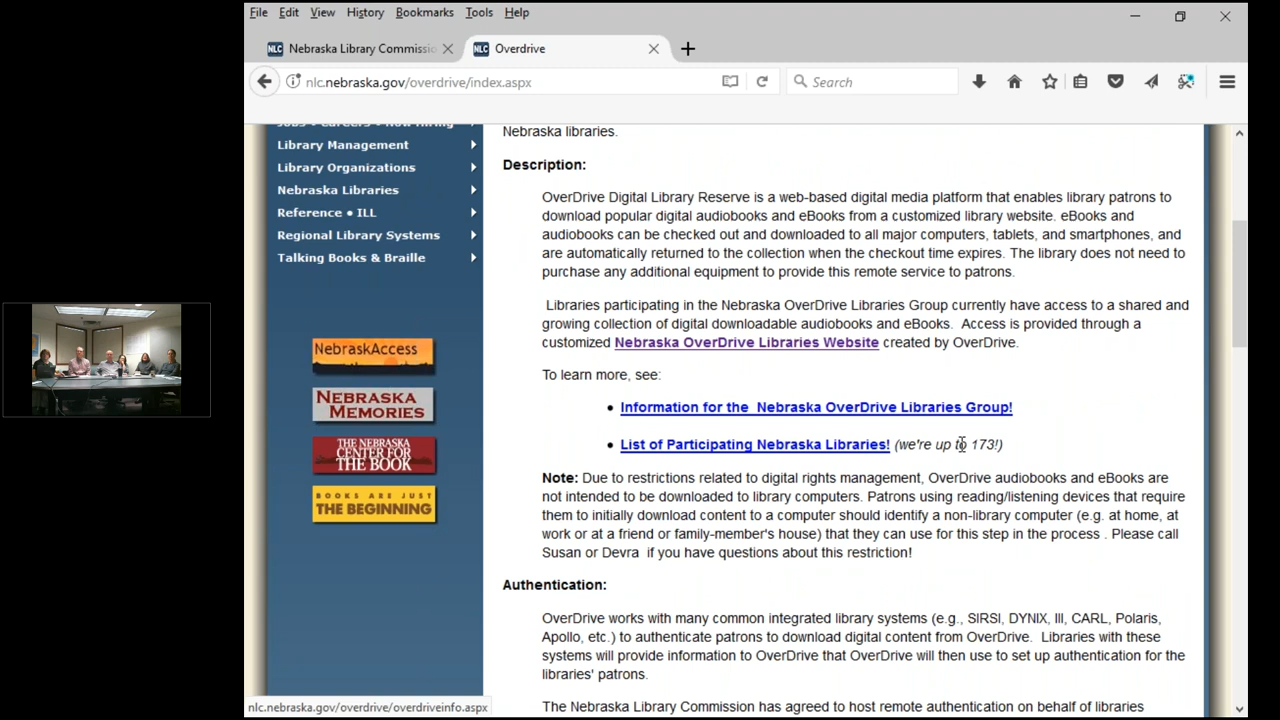 File Edit View History Bookmarks Tools Help
Nebraska Library Commissio
Overdrive
nlc.nebraska.gov/overdrive/index.aspx
Search
Library Management
Library Organizations
Nebraska Libraries
Reference • ILL
Regional Library Systems
Talking Books & Braille
NebraskAccess
NEBRASKA
MEMORIES
THE NEBRASKA
CENTER FOR
THE BOOK
BOOKS ARE JUST
THE BEGINNING
Nebraska libraries.
Description:
OverDrive Digital Library Reserve is a web-based digital media platform that enables library patrons to
download popular digital audiobooks and eBooks from a customized library website. eBooks and
audiobooks can be checked out and downloaded to all major computers, tablets, and smartphones, and
are automatically returned to the collection when the checkout time expires. The library does not need to
purchase any additional equipment to provide this remote service to patrons.
Libraries participating in the Nebraska OverDrive Libraries Group currently have access to a shared and
growing collection of digital downloadable audiobooks and eBooks. Access is provided through a
customized Nebraska OverDrive Libraries Website created by OverDrive.
To learn more, see:
• Information for the Nebraska OverDrive Libraries Group!
• List of Participating Nebraska Libraries! (we're up to 173!)
Note: Due to restrictions related to digital rights management, OverDrive audiobooks and eBooks are
not intended to be downloaded to library computers. Patrons using reading/listening devices that require
them to initially download content to a computer should identify a non-library computer (e.g. at home, at
work or at a friend or family-member's house) that they can use for this step in the process . Please call
Susan or Devra if you have questions about this restriction!
Authentication:
OverDrive works with many common integrated library systems (e.g., SIRSI, DYNIX, III, CARL, Polaris,
Apollo, etc.) to authenticate patrons to download digital content from OverDrive. Libraries with these
systems will provide information to OverDrive that OverDrive will then use to set up authentication for the
libraries' patrons.
The Nebraska Library Commission has agreed to host remote authentication on behalf of libraries
nlc.nebraska.gov/overdrive/overdriveinfo.aspx